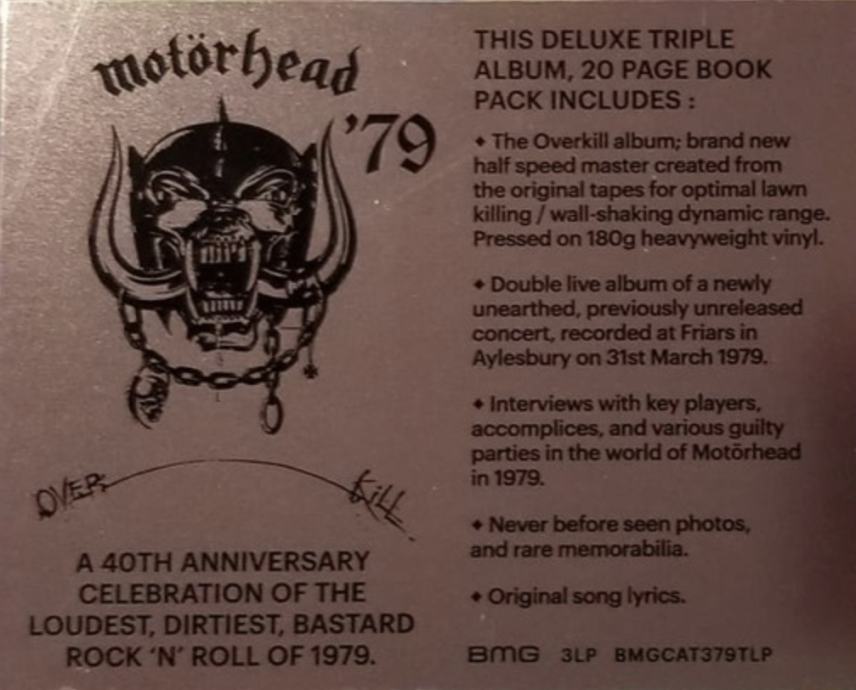 motörhead
'79
OVER KILL
A 40TH ANNIVERSARY
CELEBRATION OF THE
LOUDEST, DIRTIEST, BASTARD
ROCK 'N' ROLL OF 1979.
THIS DELUXE TRIPLE
ALBUM, 20 PAGE BOOK
PACK INCLUDES :
✦ The Overkill album; brand new
half speed master created from
the original tapes for optimal lawn
killing / wall-shaking dynamic range.
Pressed on 180g heavyweight vinyl.
✦ Double live album of a newly
unearthed, previously unreleased
concert, recorded at Friars in
Aylesbury on 31st March 1979.
✦ Interviews with key players,
accomplices, and various guilty
parties in the world of Motörhead
in 1979.
✦ Never before seen photos,
and rare memorabilia.
✦ Original song lyrics.
BMG 3LP BMGCAT379TLP